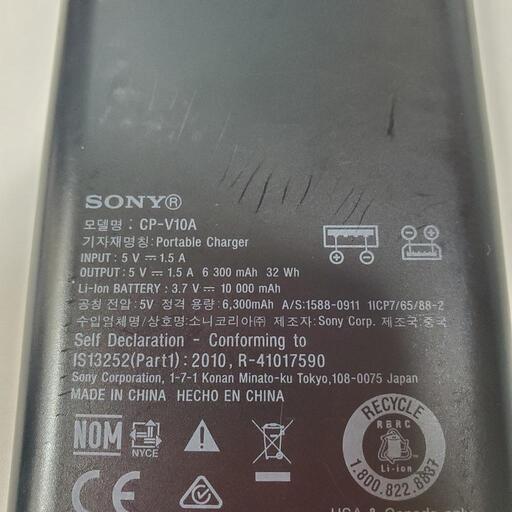 SONY®
모델명 : CP-V10A
기자재명칭: Portable Charger
INPUT : 5 V ⎓ 1.5 A
OUTPUT : 5 V ⎓ 1.5 A 6 300 mAh 32 Wh
Li-Ion BATTERY : 3.7 V ⎓ 10 000 mAh
공칭 전압: 5V 정격 용량: 6,300mAh A/S:1588-0911 1ICP7/65/88-2
수입업체명/상호명:소니코리아㈜ 제조자: Sony Corp. 제조국:중국
Self Declaration - Conforming to
IS13252(Part1) : 2010, R-41017590
Sony Corporation, 1-7-1 Konan Minato-ku Tokyo,108-0075 Japan
MADE IN CHINA HECHO EN CHINA
NOM
NYCE
RECYCLE
RBRC
Li-ion
1.800.822.8837
CE
USA & Canada only